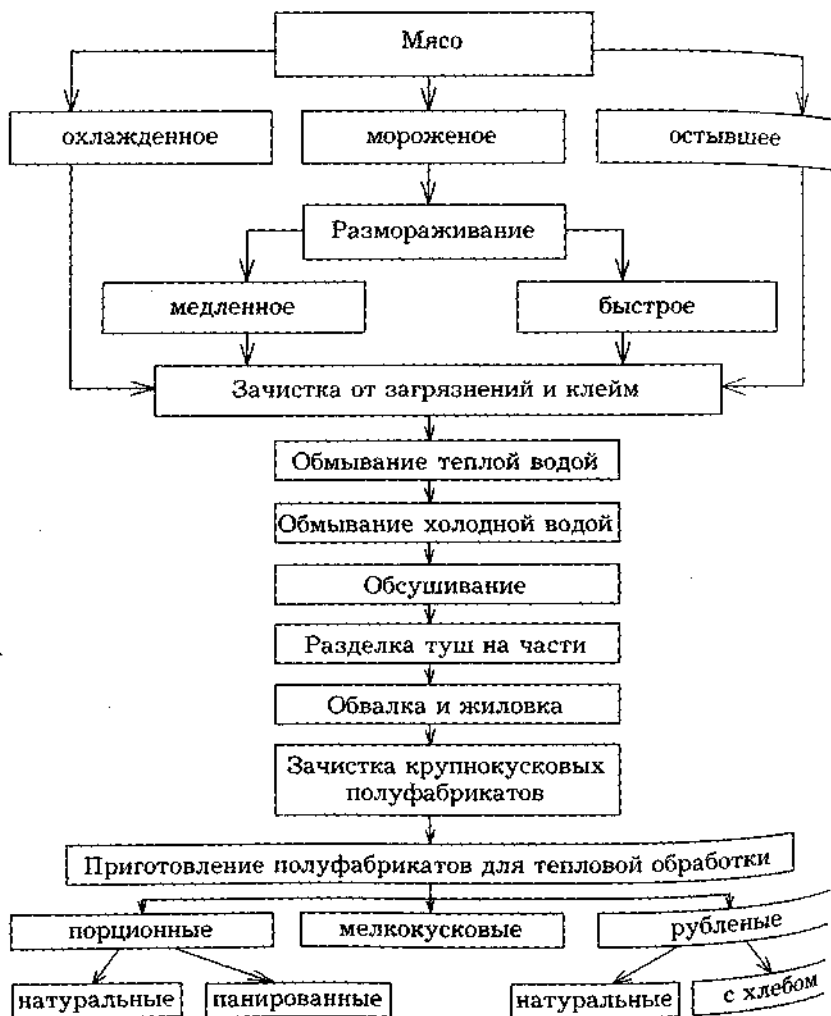 Мясо
охлажденное
мороженое
остывшее
Размораживание
медленное
быстрое
Зачистка от загрязнений и клейм
Обмывание теплой водой
Обмывание холодной водой
Обсушивание
Разделка туш на части
Обвалка и жиловка
Зачистка крупнокусковых
полуфабрикатов
Приготовление полуфабрикатов для тепловой обработки
порционные
мелкокусковые
рубленые
натуральные
панированные
натуральные
с хлебом